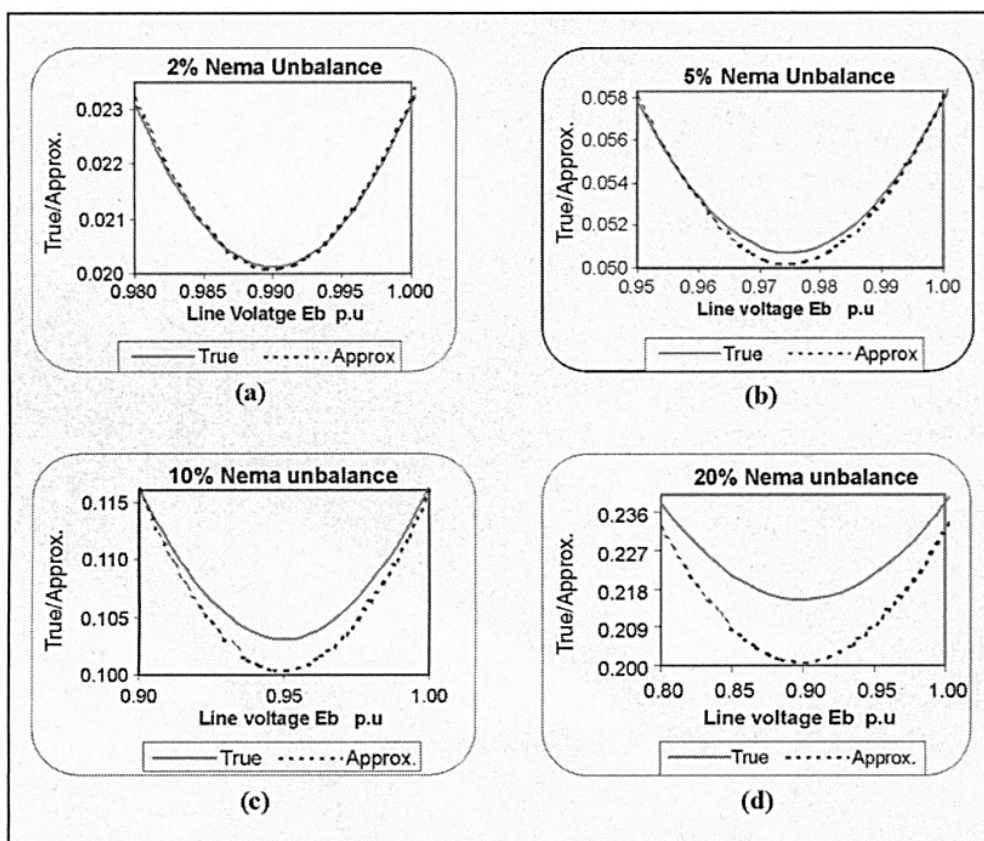 2% Nema Unbalance
True/Approx.
0.023
0.022
0.021
0.020
0.980 0.985 0.990 0.995 1.000
Line Volatge Eb p.u
True Approx
(a)
5% Nema Unbalance
True/Approx.
0.058
0.056
0.054
0.052
0.050
0.95 0.96 0.97 0.98 0.99 1.00
Line voltage Eb p.u
True Approx
(b)
10% Nema Unbalance
True/Approx.
0.115
0.110
0.105
0.100
0.90 0.95 1.00
Line voltage Eb p.u
True Approx.
(c)
20% Nema unbalance
True/Approx.
0.236
0.227
0.218
0.209
0.200
0.80 0.85 0.90 0.95 1.00
Line voltage Eb p.u
True Approx.
(d)